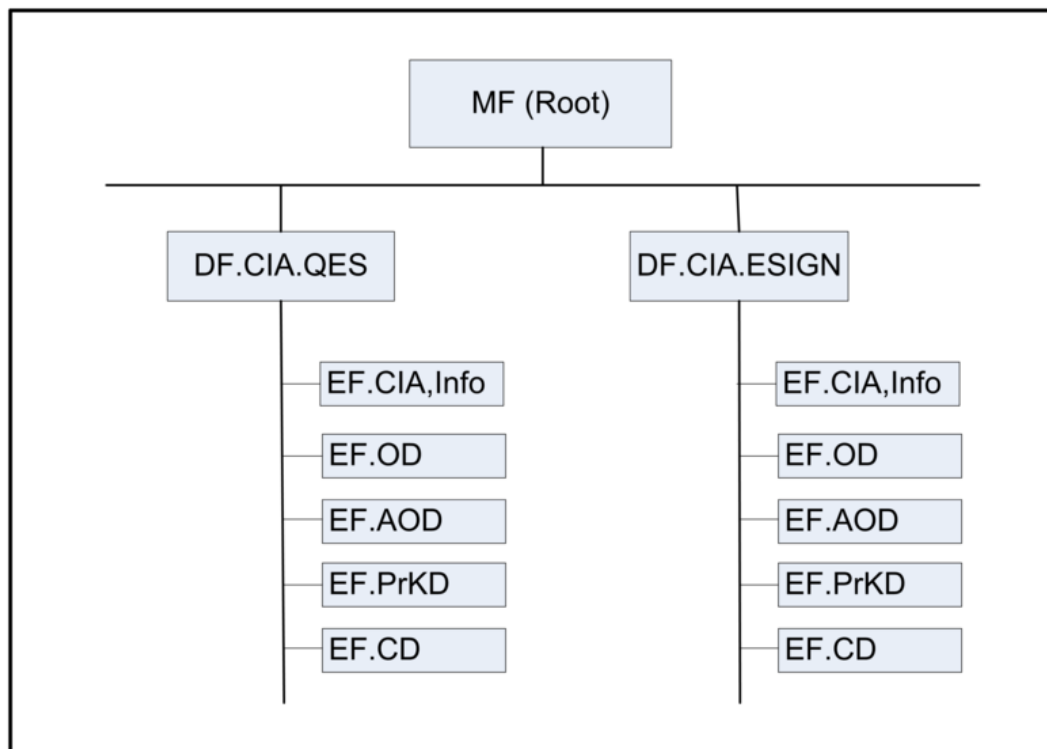 MF (Root)
DF.CIA.QES
DF.CIA.ESIGN
EF.CIA,Info
EF.OD
EF.AOD
EF.PrKD
EF.CD
EF.CIA,Info
EF.OD
EF.AOD
EF.PrKD
EF.CD